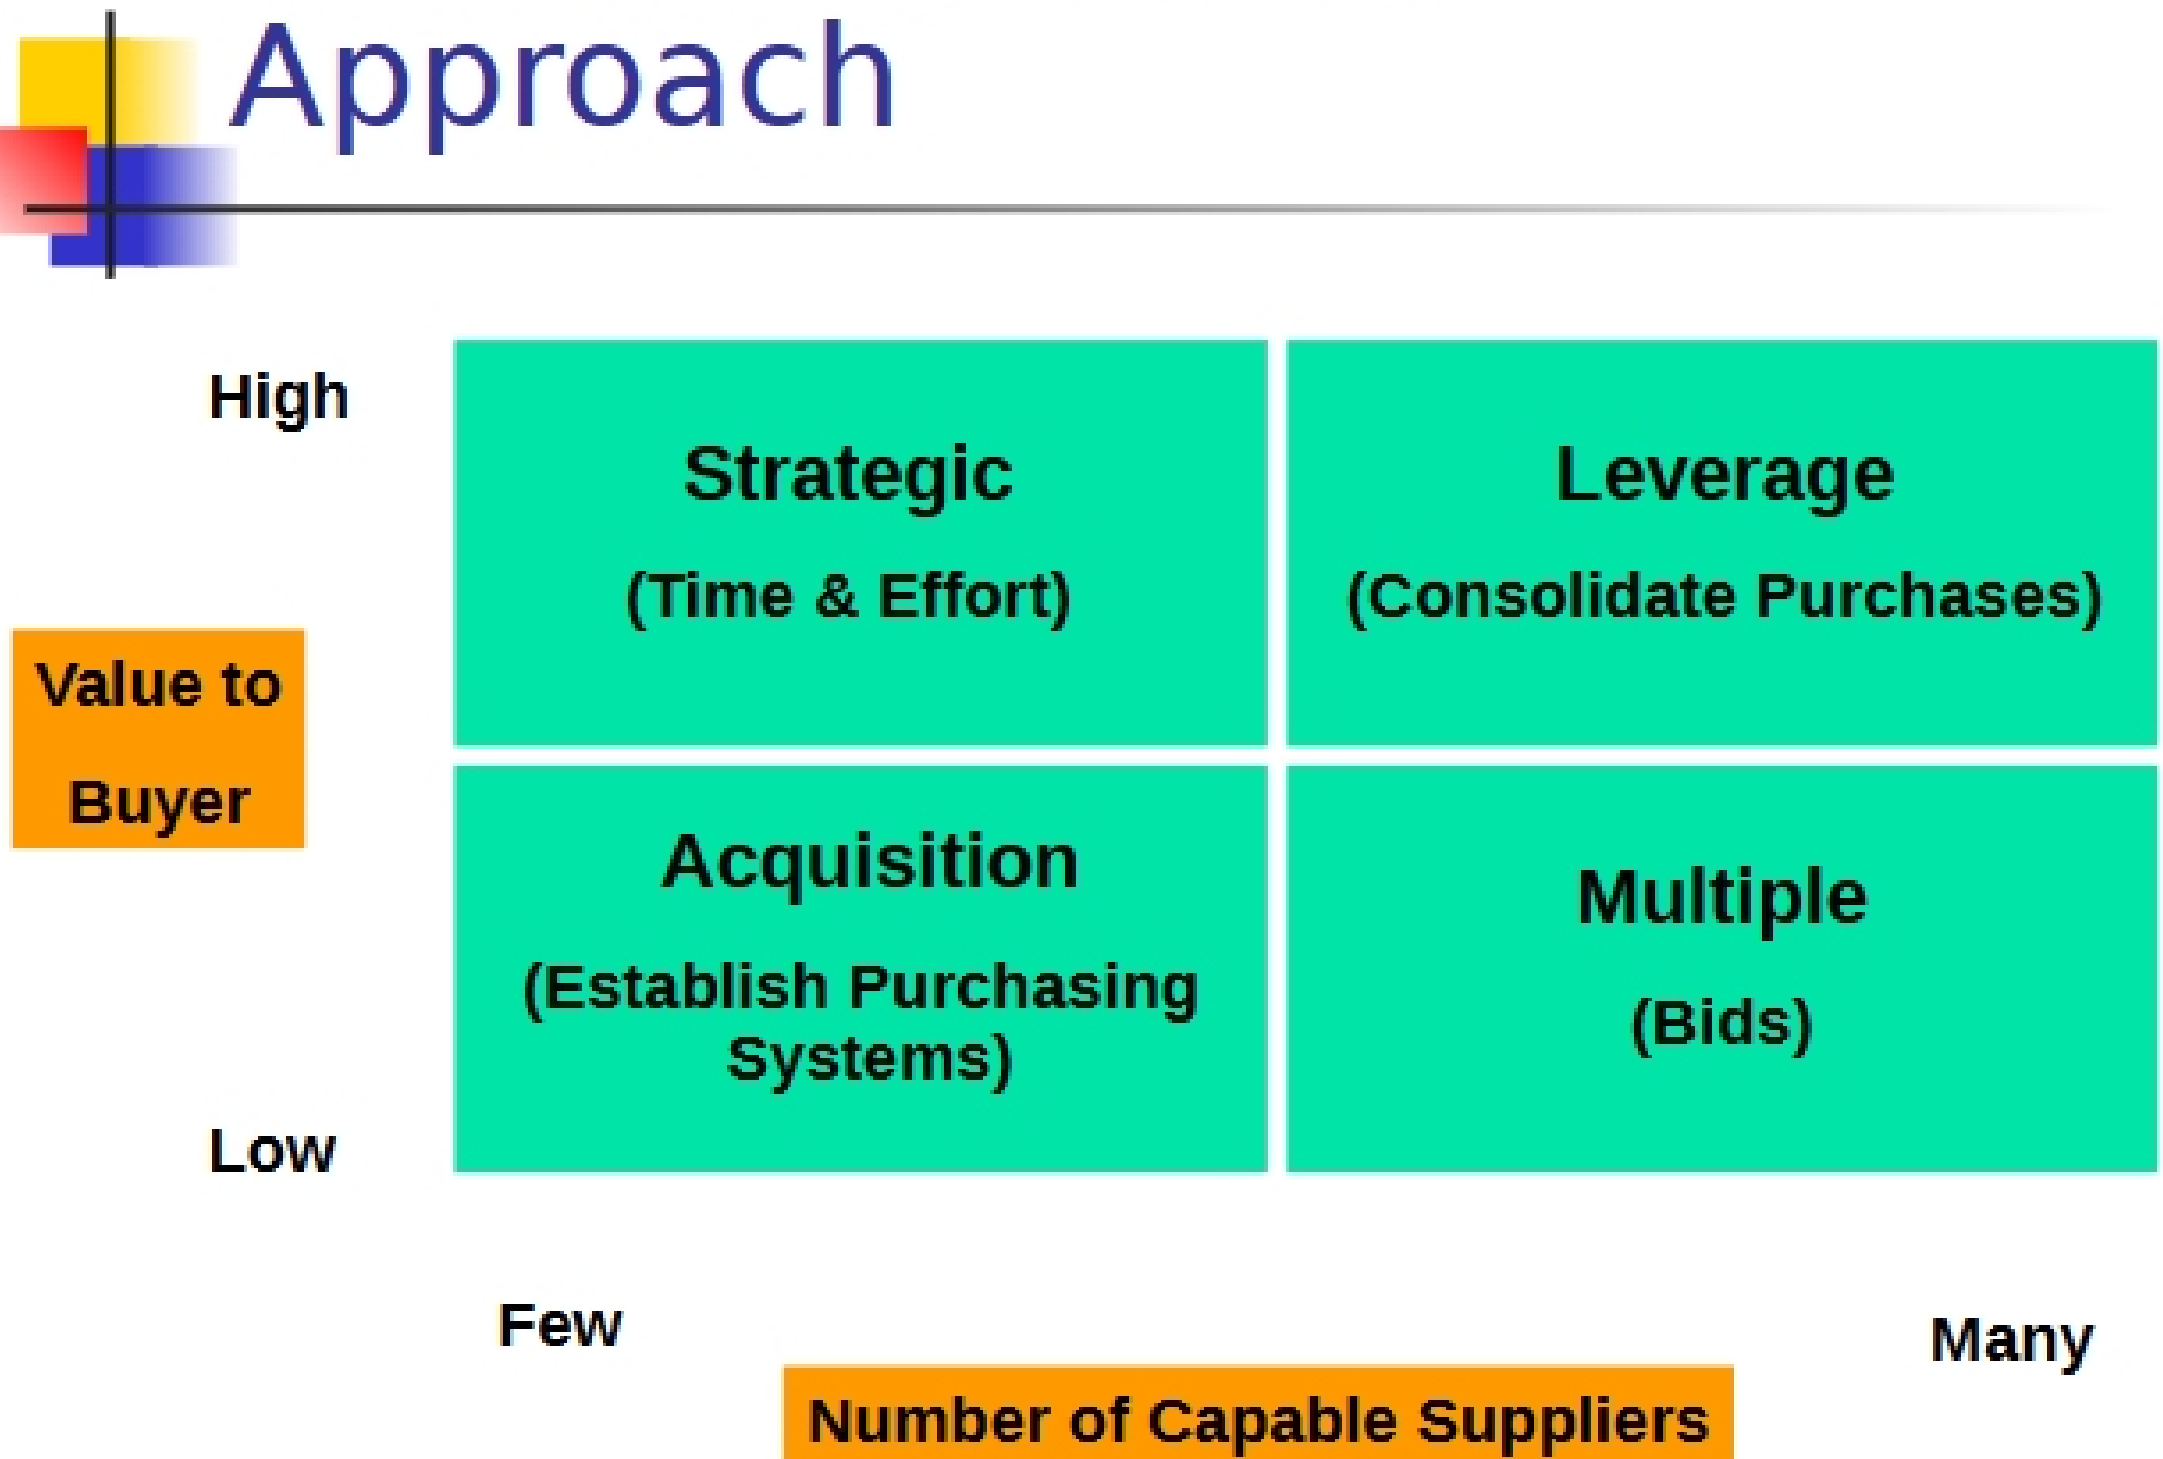 Approach
High
Strategic
(Time & Effort)
Leverage
(Consolidate Purchases)
Value to
Buyer
Acquisition
(Establish Purchasing
Systems)
Multiple
(Bids)
Low
Few
Many
Number of Capable Suppliers